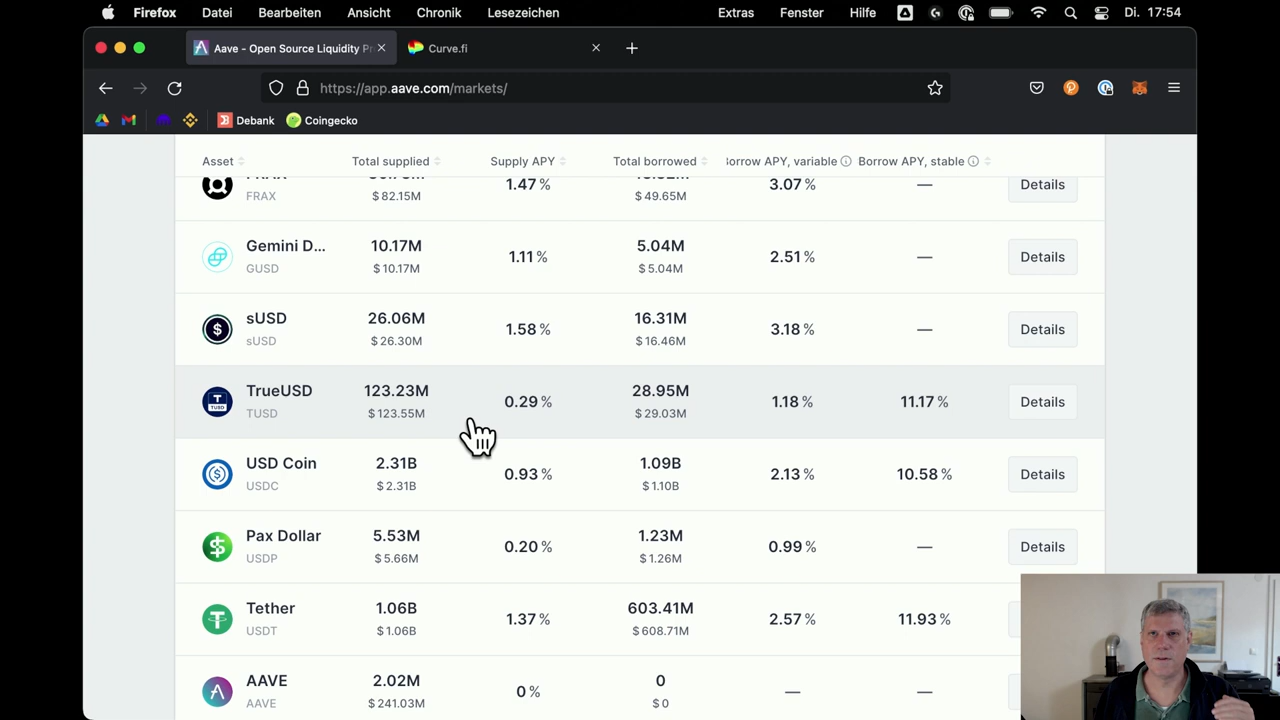 Firefox Datei Bearbeiten Ansicht Chronik Lesezeichen Extras Fenster Hilfe Di. 17:54
Aave - Open Source Liquidity Pr Curve.fi
https://app.aave.com/markets/
Debank Coingecko
Asset Total supplied Supply APY Total borrowed orrow APY, variable Borrow APY, stable
FRAX 1.47 % 3.07 % — Details
FRAX $ 82.15M $ 49.65M
Gemini D... 10.17M 1.11 % 5.04M 2.51 % — Details
GUSD $ 10.17M $ 5.04M
sUSD 26.06M 1.58 % 16.31M 3.18 % — Details
sUSD $ 26.30M $ 16.46M
TrueUSD 123.23M 0.29 % 28.95M 1.18 % 11.17 % Details
TUSD $ 123.55M $ 29.03M
USD Coin 2.31B 0.93 % 1.09B 2.13 % 10.58 % Details
USDC $ 2.31B $ 1.10B
Pax Dollar 5.53M 0.20 % 1.23M 0.99 % — Details
USDP $ 5.66M $ 1.26M
Tether 1.06B 1.37 % 603.41M 2.57 % 11.93 %
USDT $ 1.06B $ 608.71M
AAVE 2.02M 0 % 0 — —
AAVE $ 241.03M $ 0